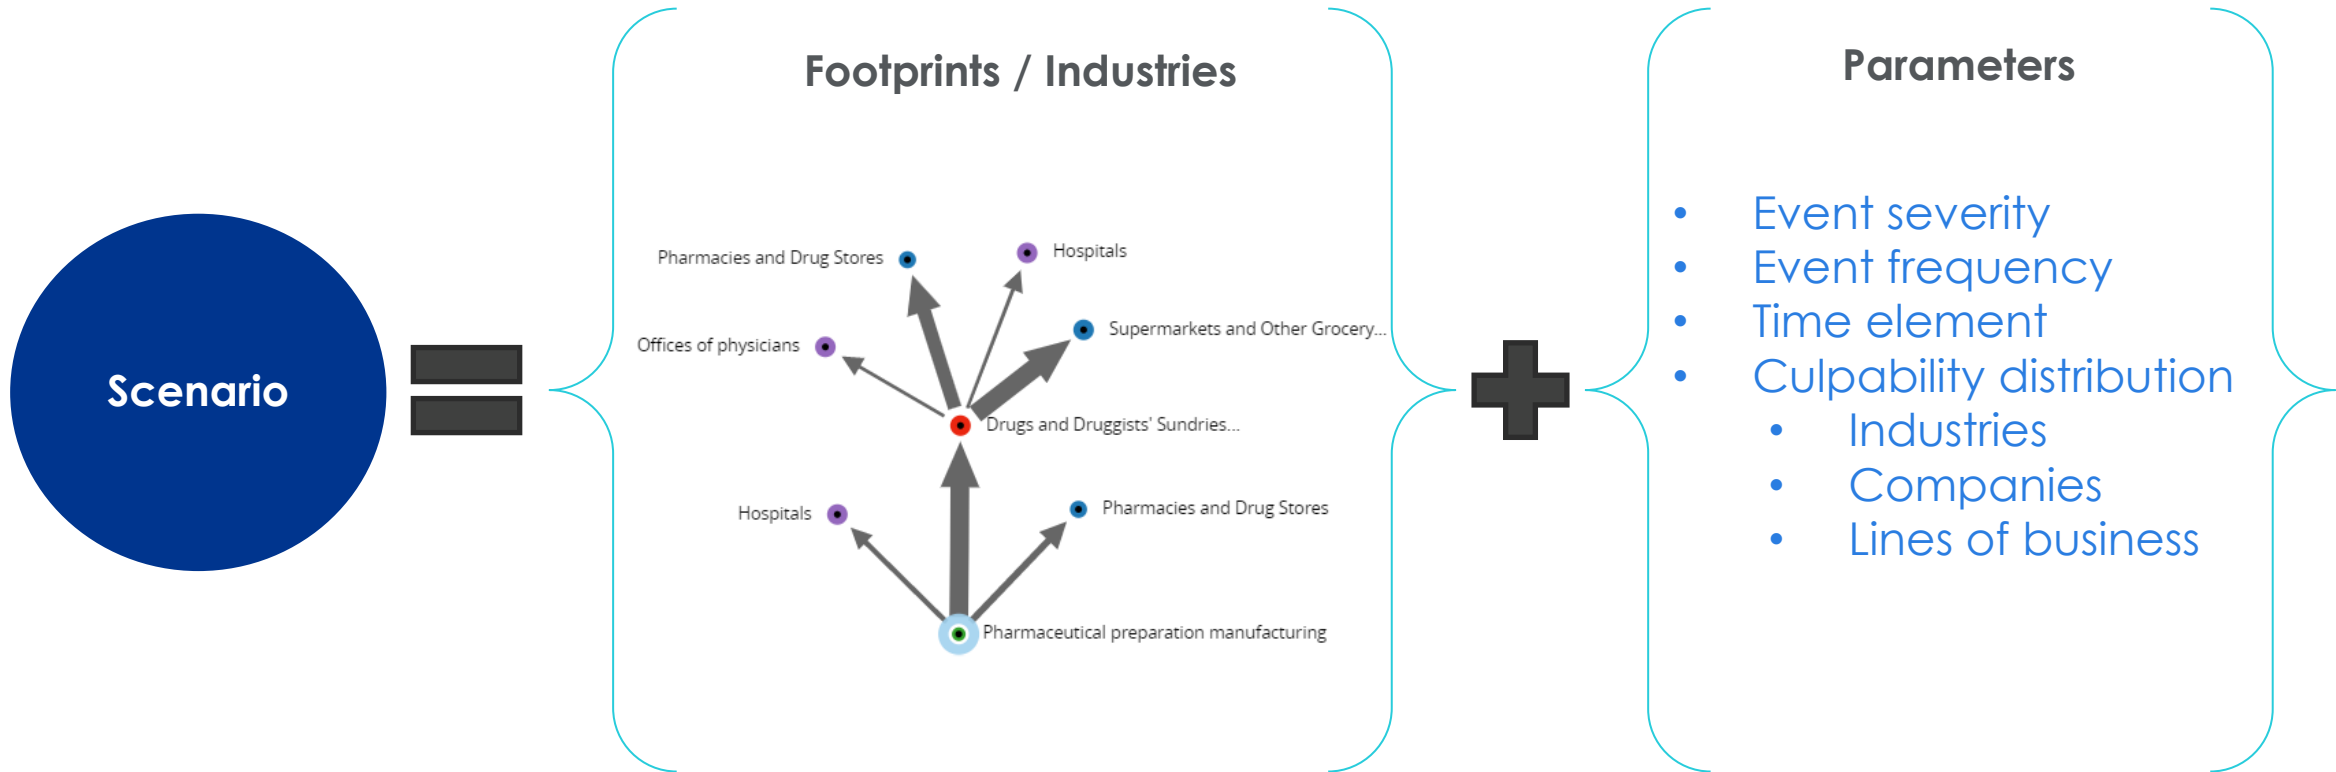 Scenario
Footprints / Industries
Pharmacies and Drug Stores
Hospitals
Supermarkets and Other Grocery...
Offices of physicians
Drugs and Druggists' Sundries...
Hospitals
Pharmacies and Drug Stores
Pharmaceutical preparation manufacturing
Parameters
• Event severity
• Event frequency
• Time element
• Culpability distribution
• Industries
• Companies
• Lines of business